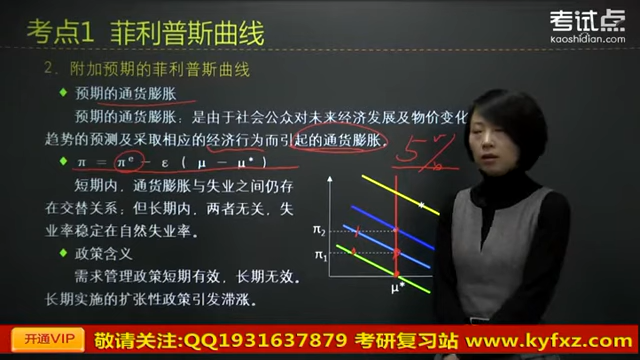 考点1 菲利普斯曲线
考试点
kaoshidian.com
2、附加预期的菲利普斯曲线
预期的通货膨胀
预期的通货膨胀：是由于社会公众对未来经济发展及物价变化
趋势的预测及采取相应的经济行为而引起的通货膨胀。
5%
π = πe − ε ( μ − μ* )
短期内，通货膨胀与失业之间仍存
在交替关系；但长期内，两者无关，失
业率稳定在自然失业率。
π2
π1
μ*
政策含义
需求管理政策短期有效，长期无效。
长期实施的扩张性政策引发滞涨。
开通VIP 敬请关注:QQ1931637879 考研复习站 www.kyfxz.com